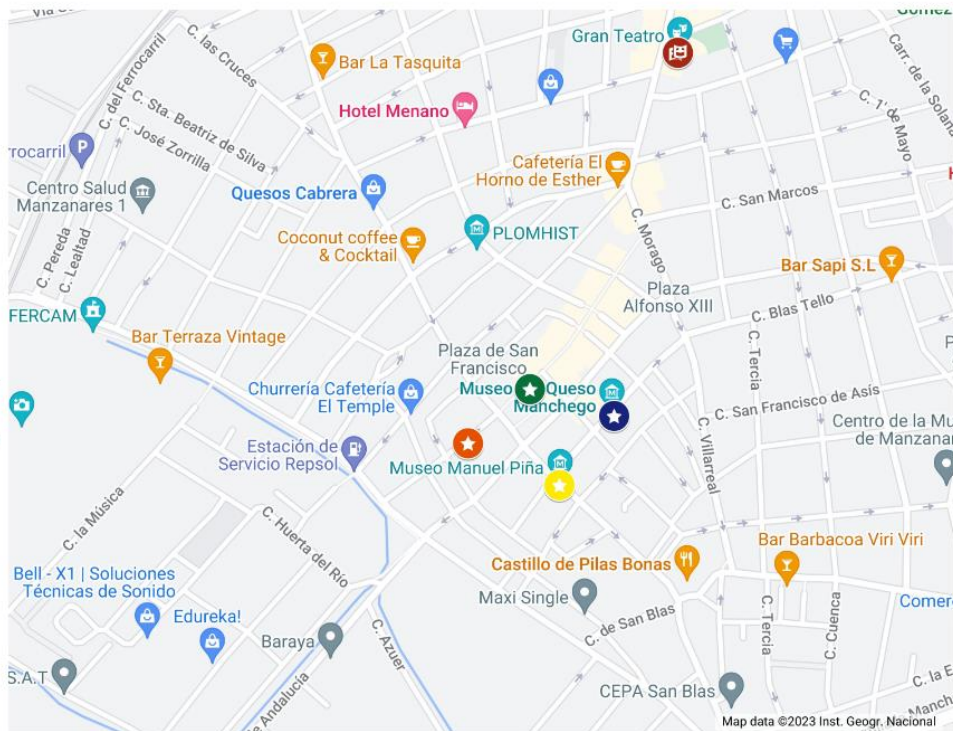 Gran Teatro
Bar La Tasquita
C. las Cruces
C. del Ferrocarril
C. Sta. Beatriz de Silva
C. José Zorrilla
Carr. de la Solana
C. 1º de Mayo
Hotel Menano
rrocarril
P
Cafetería El
Horno de Esther
Centro Salud
Manzanares 1
Quesos Cabrera
C. San Marcos
PLOMHIST
Coconut coffee
& Cocktail
C. Pereda
C. Lealtad
C. Morago
Bar Sapi S.L
Plaza
Alfonso XIII
FERCAM
C. Blas Tello
Bar Terraza Vintage
Plaza de San
Francisco
C. Tercia
Churrería Cafetería
El Temple
Museo
Queso
Manchego
C. San Francisco de Asís
Centro de la Mu
de Manzanar
Estación de
Servicio Repsol
Museo Manuel Piña
C. Villarreal
C. la Música
C. Huerta del Rio
Castillo de Pilas Bonas
Bar Barbacoa Viri Viri
Bell - X1 | Soluciones
Técnicas de Sonido
Edureka!
Maxi Single
Comerc
C. de San Blas
C. Tercia
C. Cuenca
Baraya
C. Azuer
S.A.T
de Andalucía
CEPA San Blas
C. la E
Manch
Map data ©2023 Inst. Geogr. Nacional